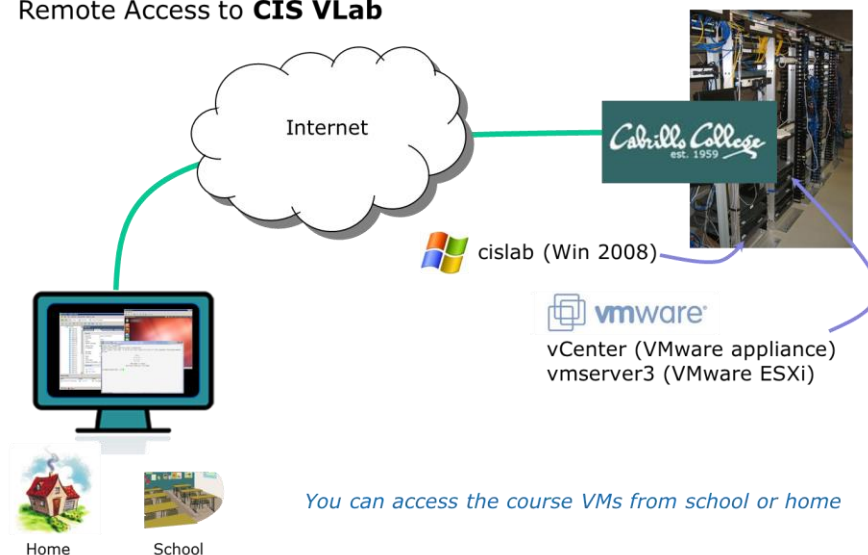 Remote Access to CIS VLab
Internet
Cabrillo College
est. 1959
cislab (Win 2008)
vmware
vCenter (VMware appliance)
vmserver3 (VMware ESXi)
You can access the course VMs from school or home
Home
School